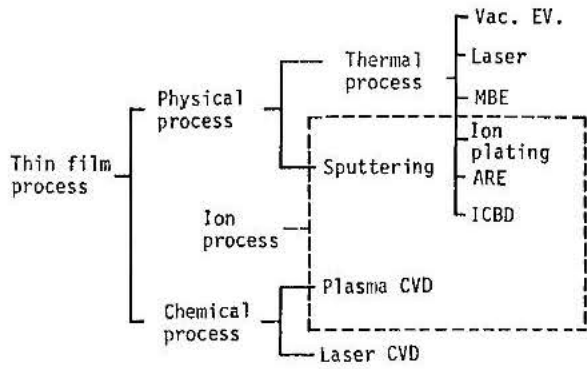 Vac. EV.
Thermal
process
Laser
MBE
Physical
process
Ion
plating
Thin film
process
Sputtering
ARE
Ion
process
ICBD
Plasma CVD
Chemical
process
Laser CVD